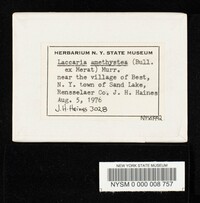 HERBARIUM N. Y. STATE MUSEUM
Laccaria amethystea (Bull.
ex Merat) Murr.
near the village of Best,
N. Y. town of Sand Lake,
Rensselaer Co. J. H. Haines
Aug. 5, 1976
J.H. Haines 3028
NEW YORK STATE MUSEUM
NYSM 0 000 008 757